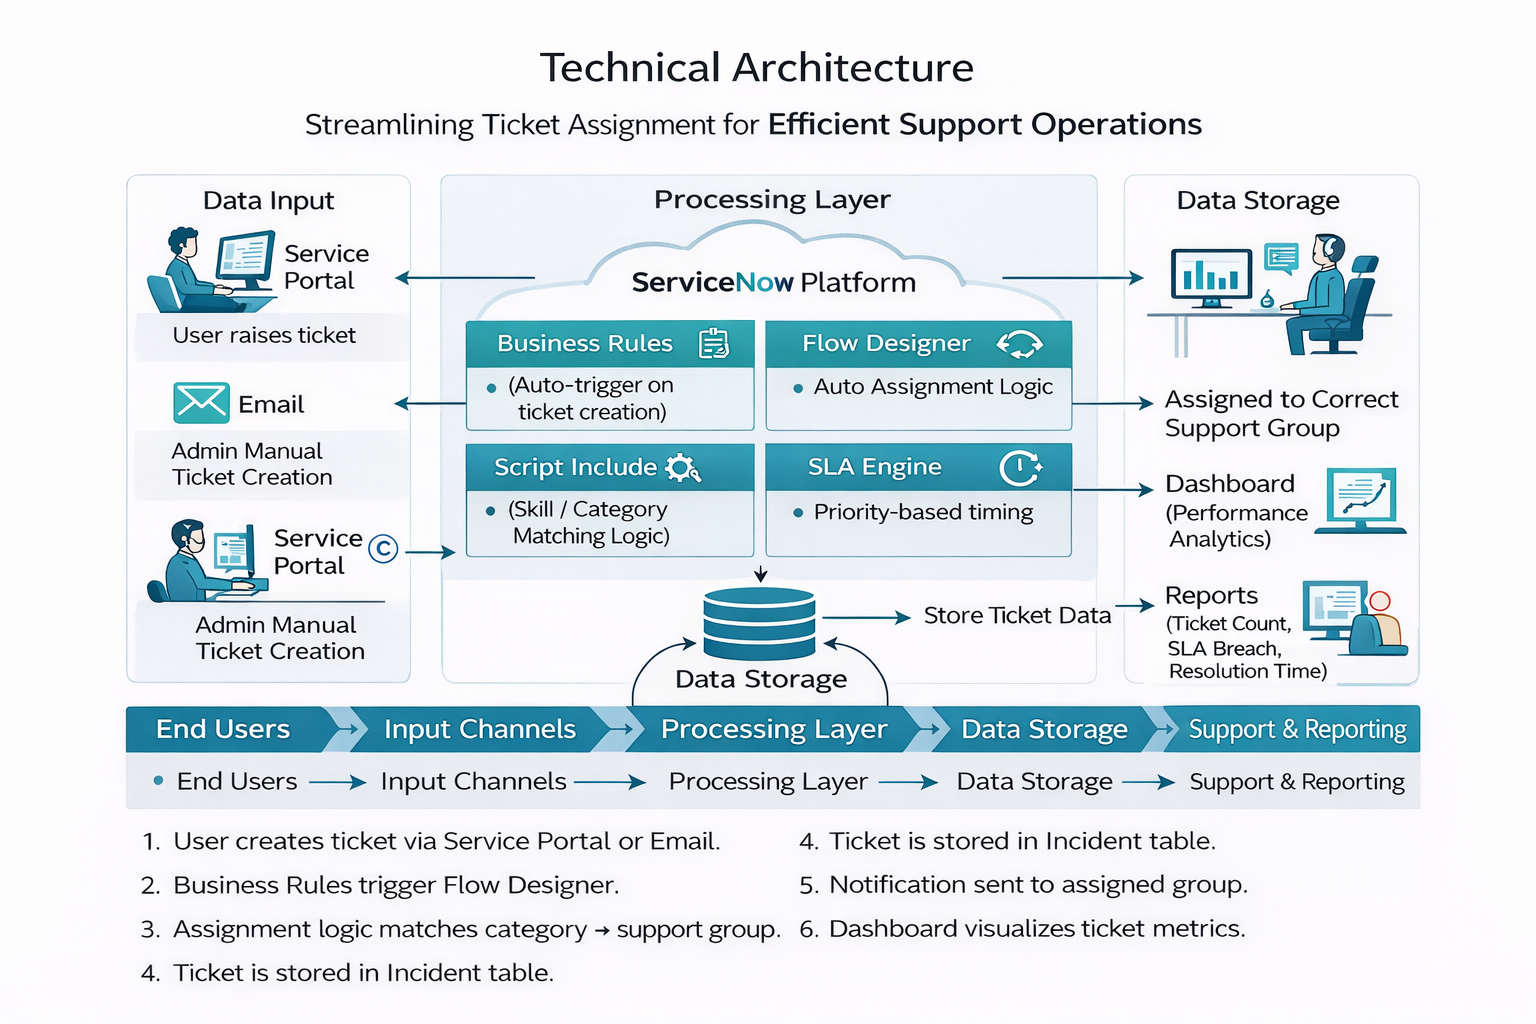 Technical Architecture
Streamlining Ticket Assignment for Efficient Support Operations
Data Input
Service
Portal
User raises ticket
Email
Admin Manual
Ticket Creation
Service
Portal
C
Admin Manual
Ticket Creation
Processing Layer
ServiceNow Platform
Business Rules
• (Auto-trigger on
ticket creation)
Flow Designer
• Auto Assignment Logic
Script Include
• (Skill / Category
Matching Logic)
SLA Engine
• Priority-based timing
Store Ticket Data
Data Storage
Data Storage
Assigned to Correct
Support Group
Dashboard
(Performance
Analytics)
Reports
(Ticket Count,
SLA Breach,
Resolution Time)
End Users → Input Channels → Processing Layer → Data Storage → Support & Reporting
• End Users → Input Channels → Processing Layer → Data Storage → Support & Reporting
1. User creates ticket via Service Portal or Email.
2. Business Rules trigger Flow Designer.
3. Assignment logic matches category → support group.
4. Ticket is stored in Incident table.
4. Ticket is stored in Incident table.
5. Notification sent to assigned group.
6. Dashboard visualizes ticket metrics.